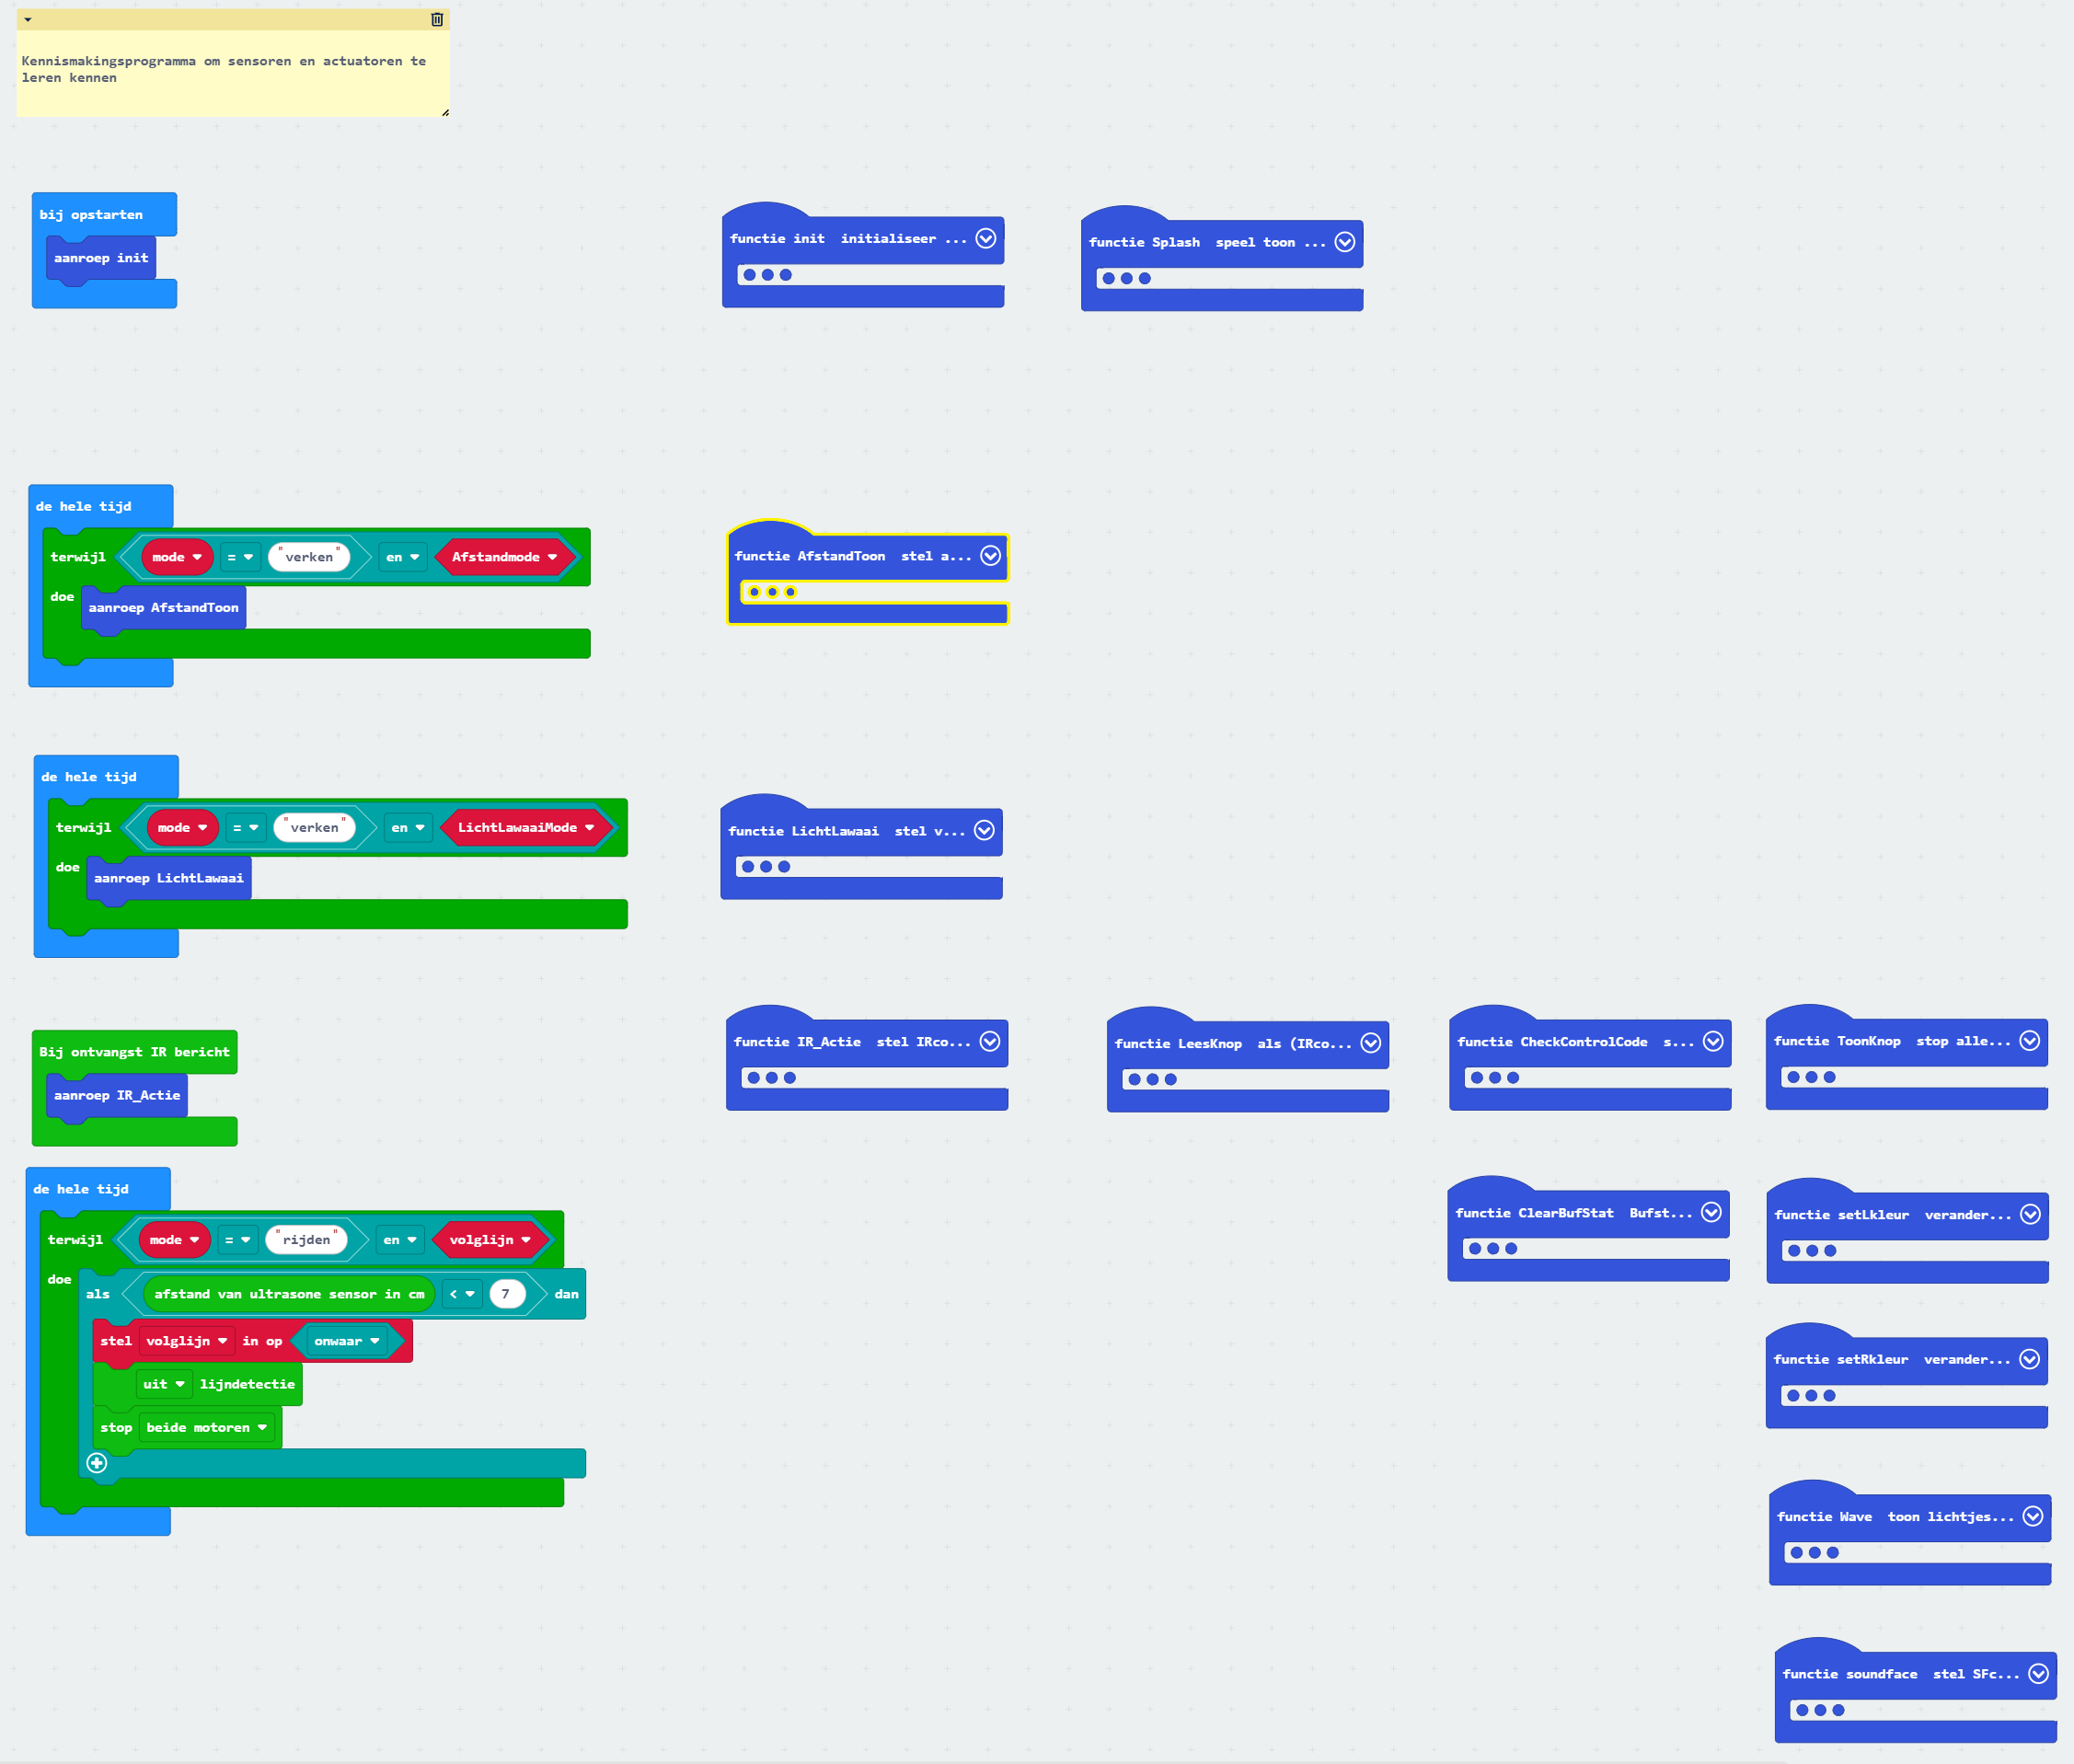 Kennismakingsprogramma om sensoren en actuatoren te
leren kennen
bij opstarten
aanroep init
functie init initialiseer ...
functie Splash speel toon ...
de hele tijd
terwijl mode = "verken" en Afstandmode
doe
aanroep AfstandToon
functie AfstandToon stel a...
de hele tijd
terwijl mode = "verken" en LichtLawaaiMode
doe
aanroep LichtLawaai
functie LichtLawaai stel v...
Bij ontvangst IR bericht
aanroep IR_Actie
functie IR_Actie stel IRco...
functie LeesKnop als (IRco...
functie CheckControlCode s...
functie ToonKnop stop alle...
de hele tijd
terwijl mode = "rijden" en volglijn
doe
als afstand van ultrasone sensor in cm < 7 dan
stel volglijn in op onwaar
uit lijndetectie
stop beide motoren
functie ClearBufStat Bufst...
functie setLkleur verander...
functie setRkleur verander...
functie Wave toon lichtjes...
functie soundface stel SFc...